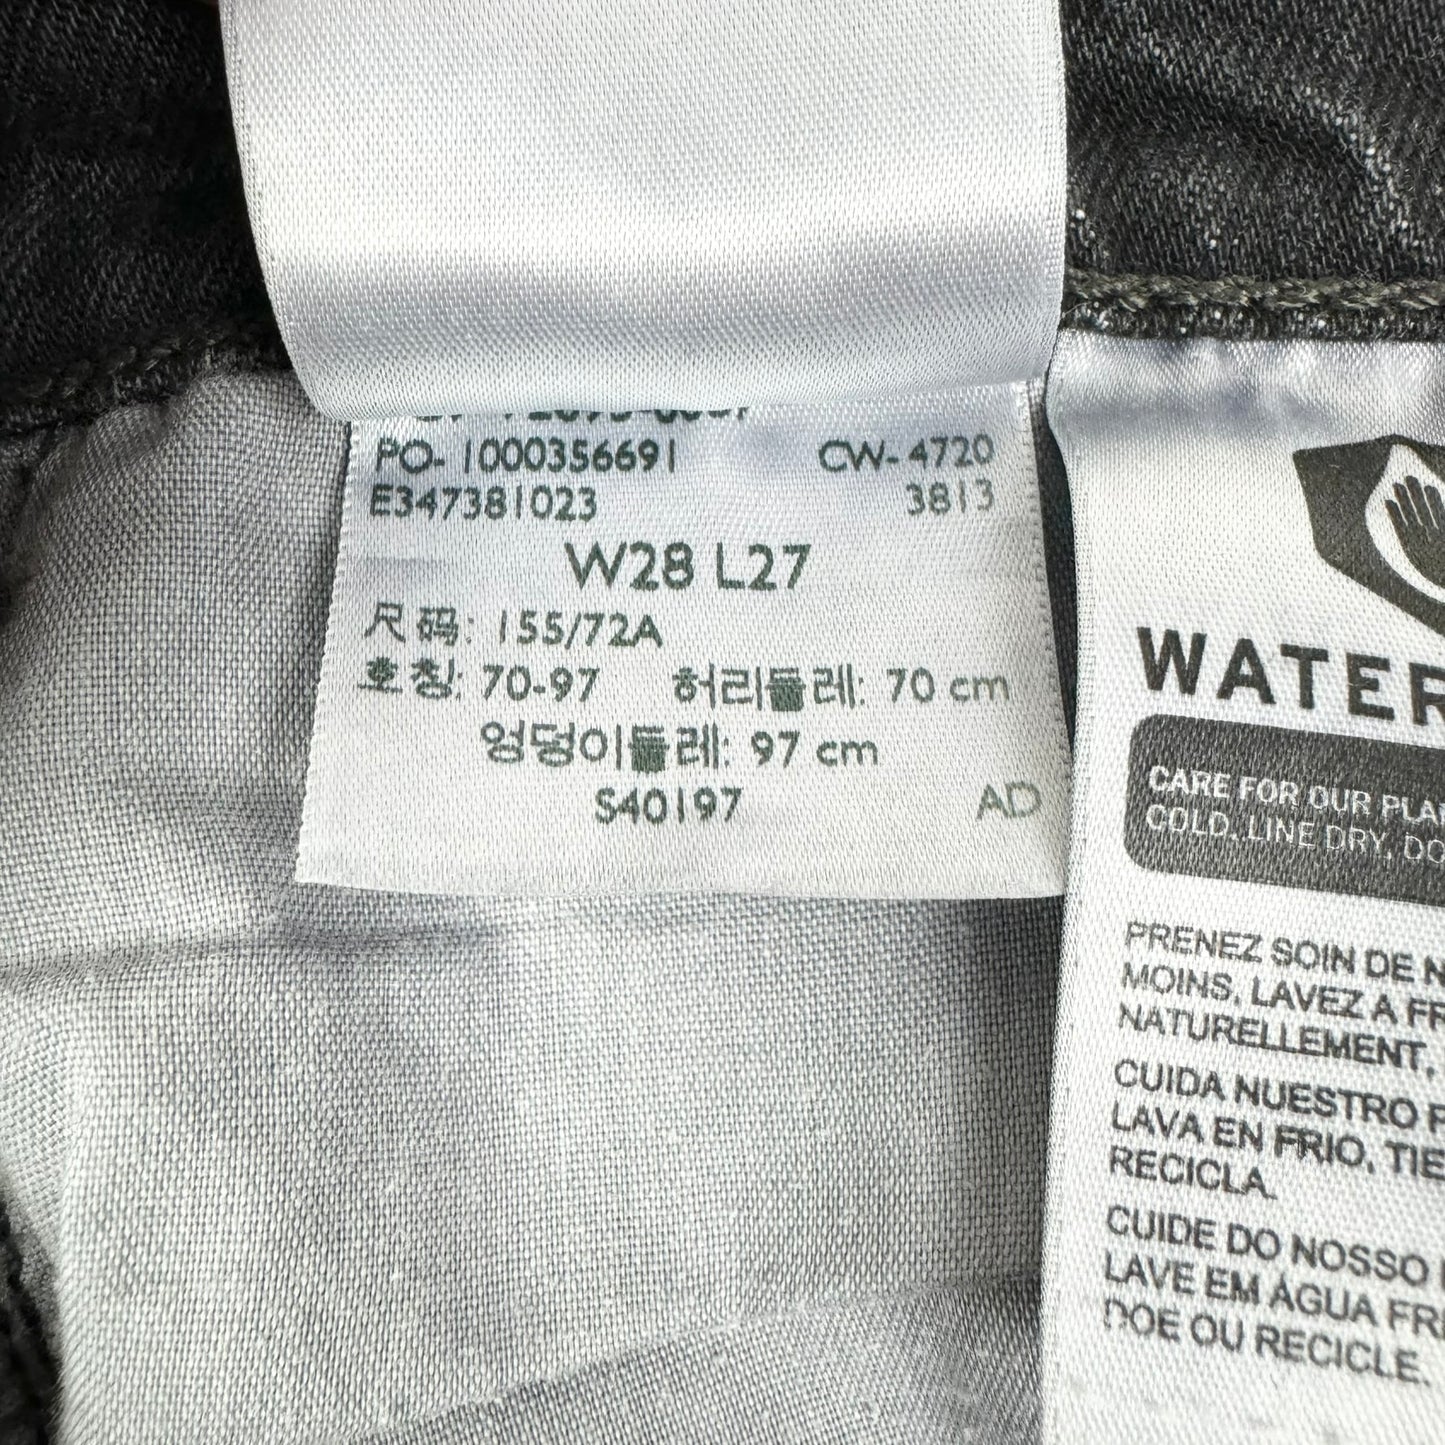 PO- 1000356691 CW-4720
E347381023 3813
W28 L27
尺码: 155/72A
호칭: 70-97 허리둘레: 70 cm
엉덩이둘레: 97 cm
S40197 AD
WATER
CARE FOR OUR PLAN
COLD, LINE DRY, DO
PRENEZ SOIN DE N
MOINS, LAVEZ A FR
NATURELLEMENT,
CUIDA NUESTRO P
LAVA EN FRIO, TIE
RECICLA.
CUIDE DO NOSSO
LAVE EM ÁGUA FRI
DOE OU RECICLE.